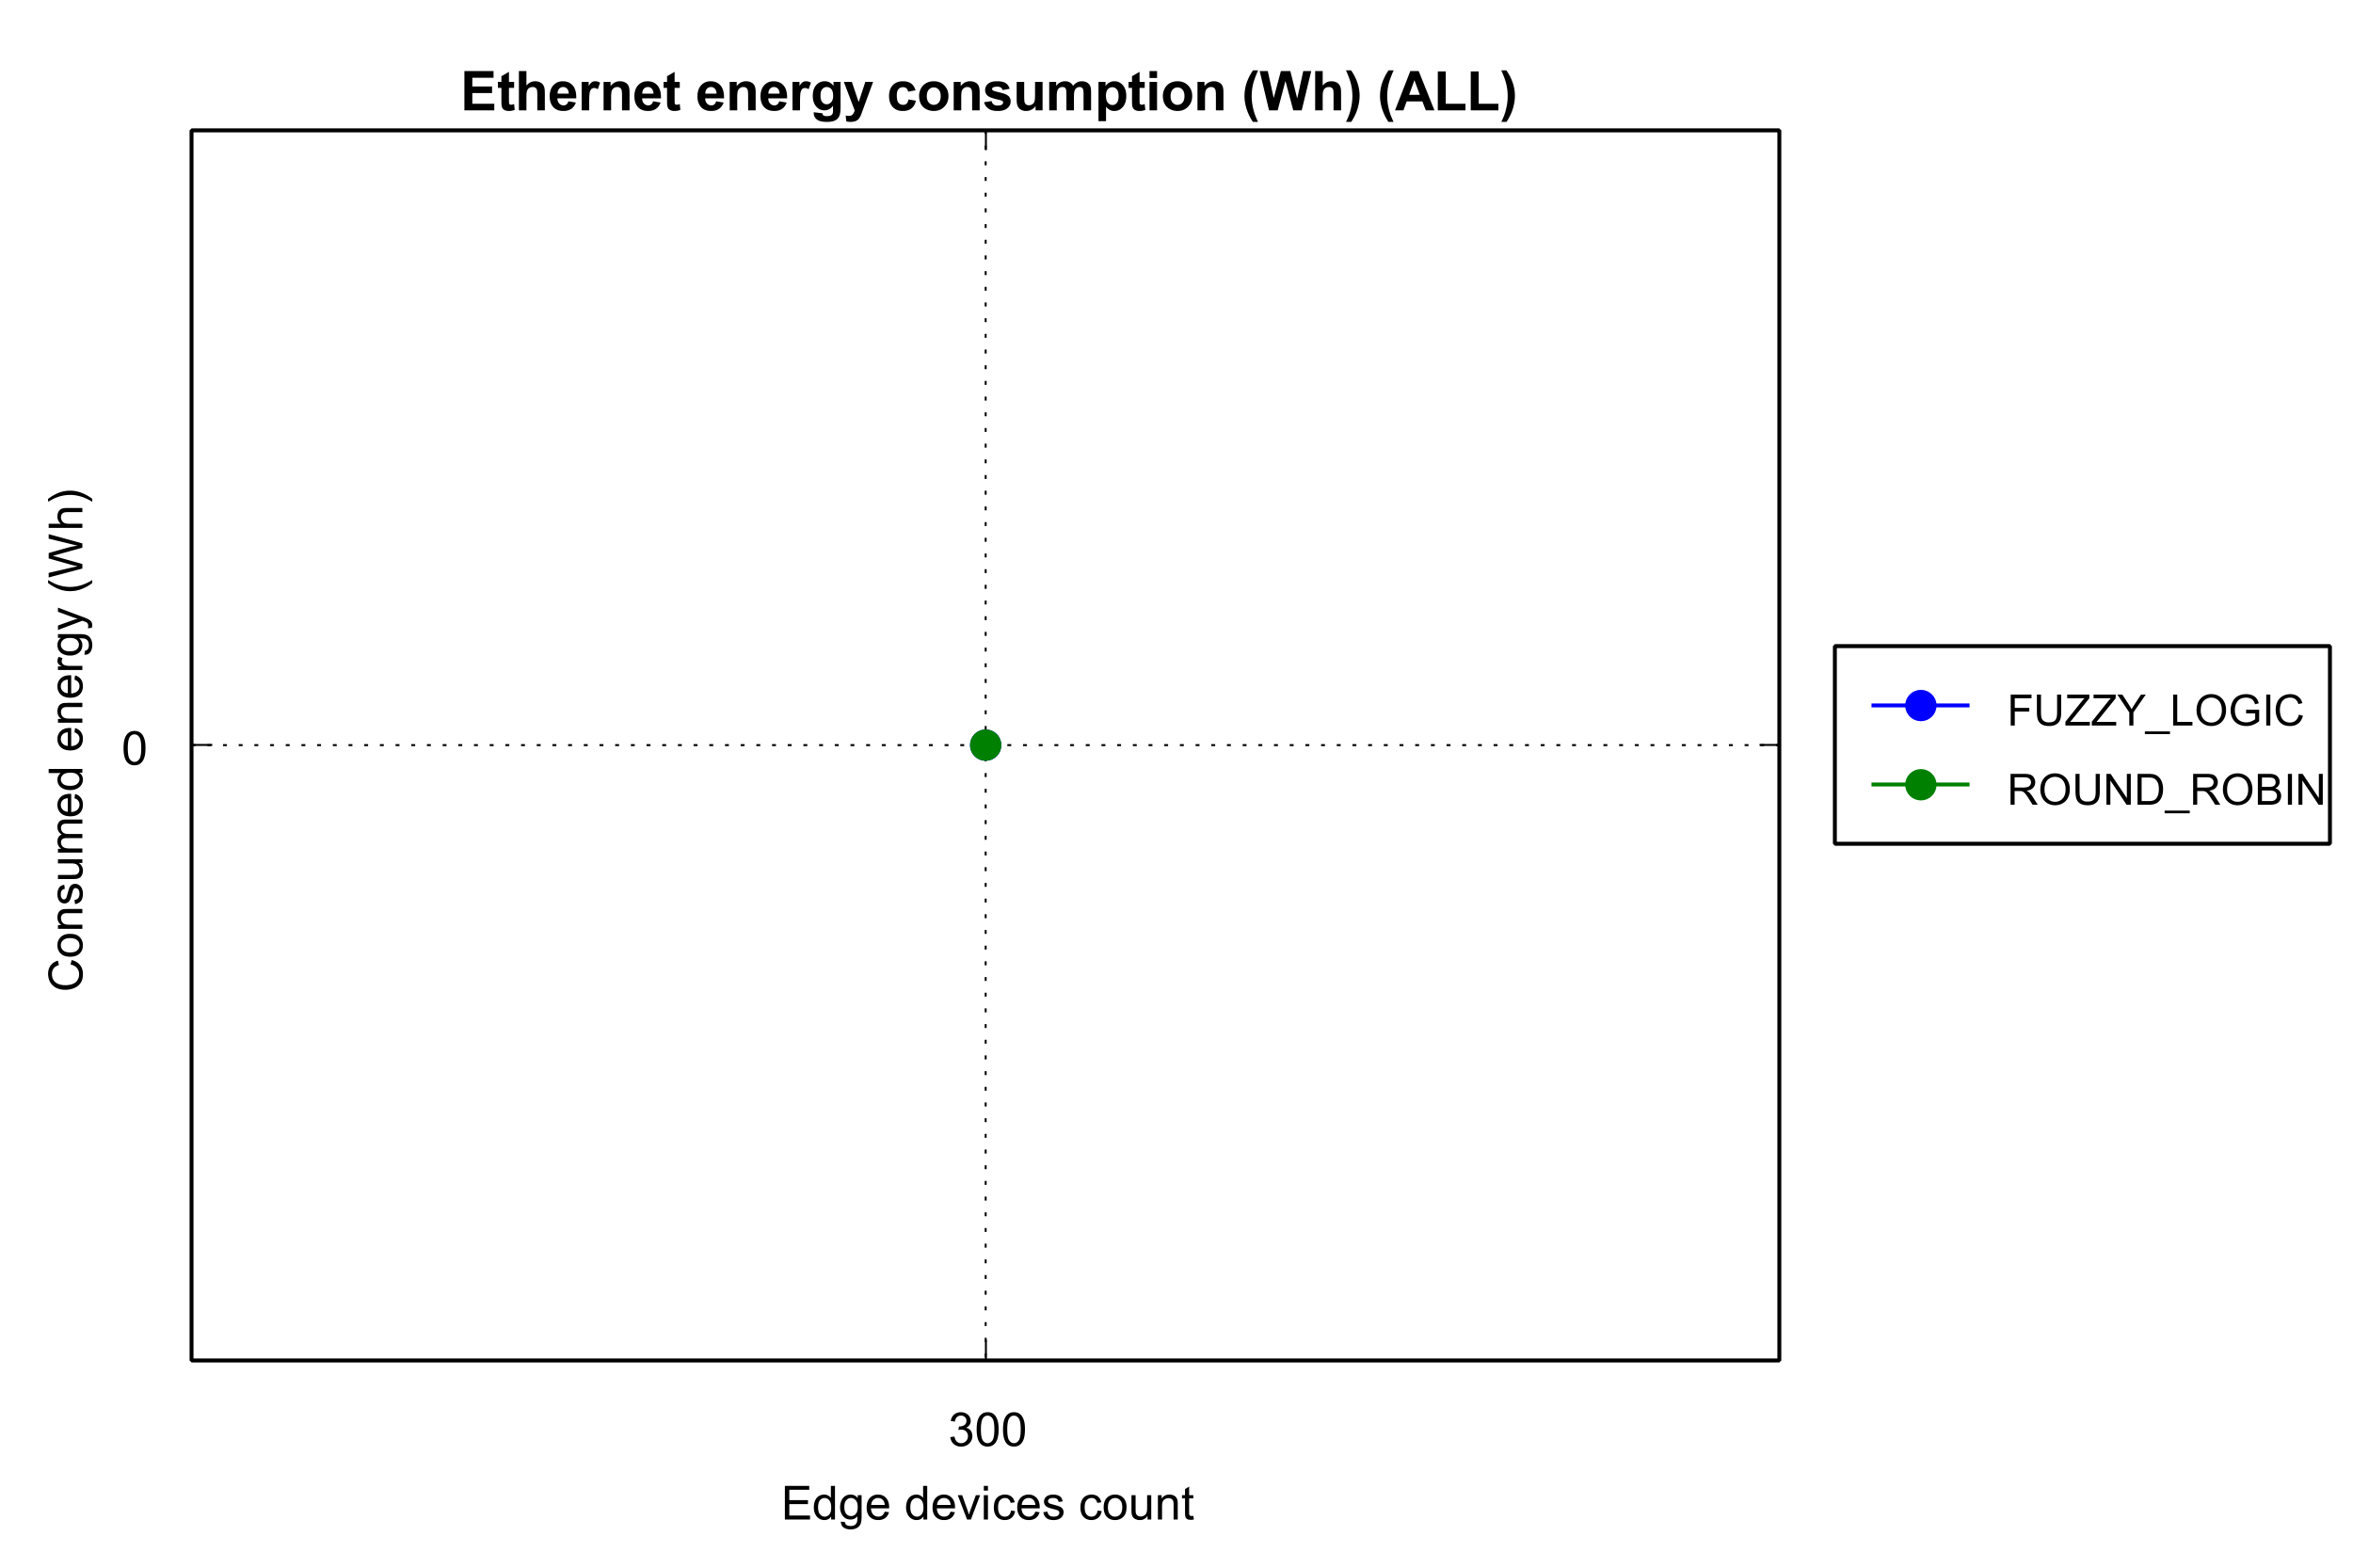 Ethernet energy consumption (Wh) (ALL)
Consumed energy (Wh)
0
FUZZY_LOGIC
ROUND_ROBIN
300
Edge devices count